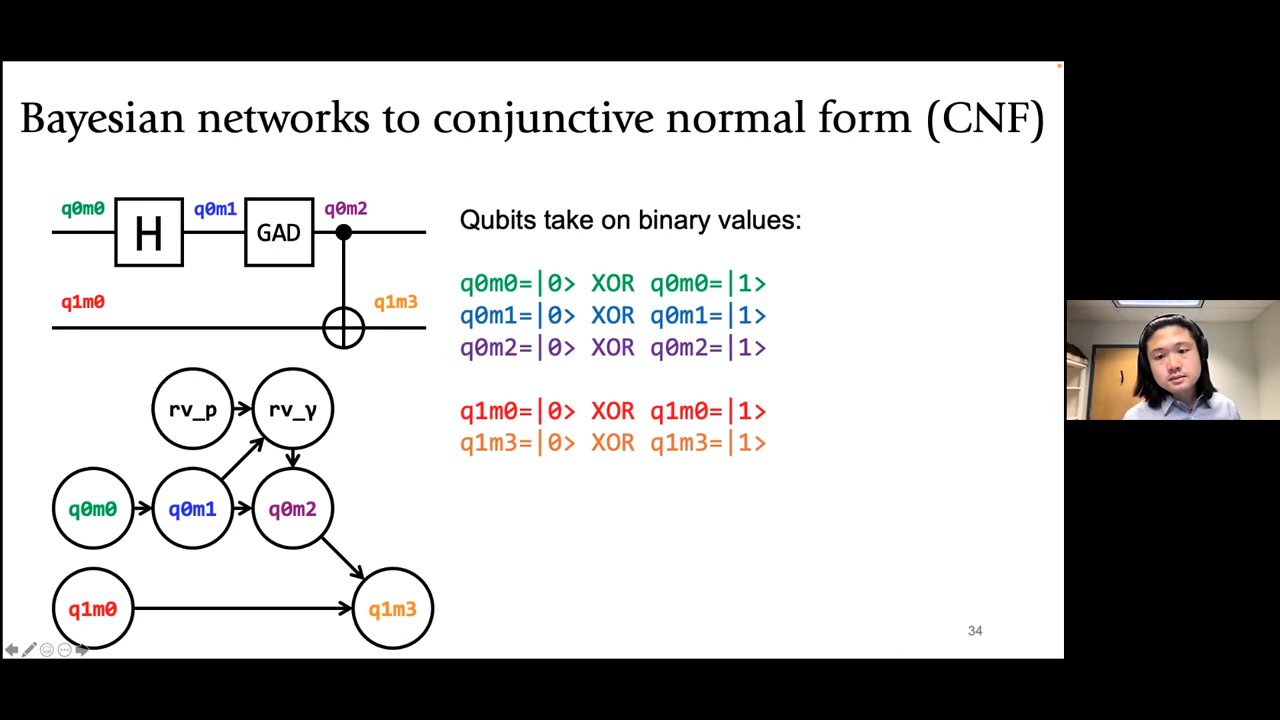 Bayesian networks to conjunctive normal form (CNF)
q0m0
H
q0m1
GAD
q0m2
q1m0
q1m3
rv_p
rv_γ
q0m0
q0m1
q0m2
q1m0
q1m3
Qubits take on binary values:
q0m0=|0> XOR q0m0=|1>
q0m1=|0> XOR q0m1=|1>
q0m2=|0> XOR q0m2=|1>
q1m0=|0> XOR q1m0=|1>
q1m3=|0> XOR q1m3=|1>
34